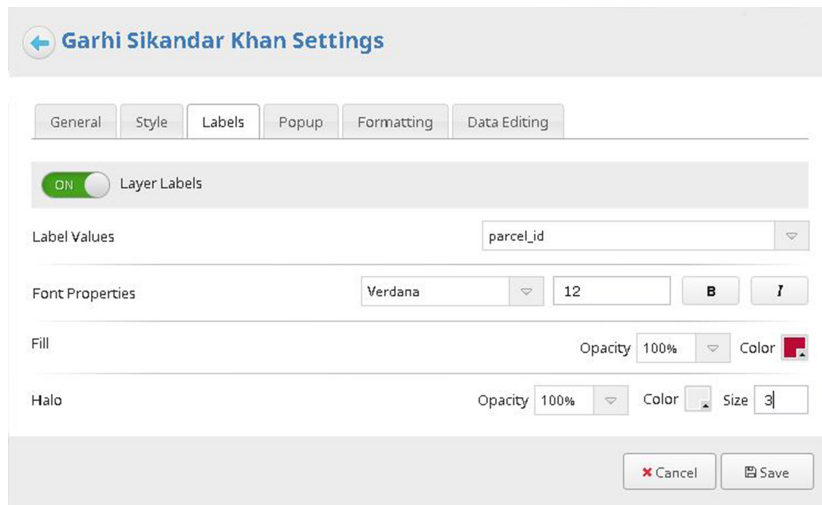 Garhi Sikandar Khan Settings
General Style Labels Popup Formatting Data Editing
ON Layer Labels
Label Values parcel_id
Font Properties Verdana 12 B I
Fill Opacity 100% Color
Halo Opacity 100% Color Size 3
Cancel Save